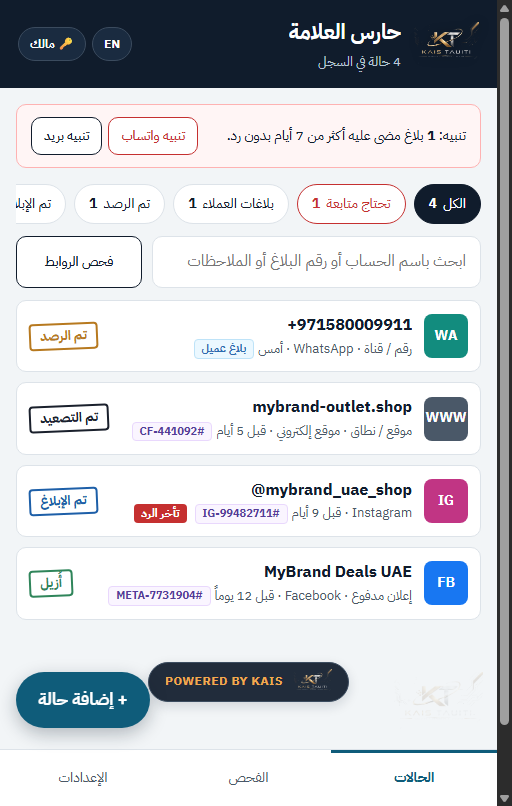 حارس العلامة
4 حالة في السجل
EN
🔑 مالك
KT
KAIS TAUITI
تنبيه: 1 بلاغ مضى عليه أكثر من 7 أيام بدون رد.
تنبيه واتساب
تنبيه بريد
الكل 4
تحتاج متابعة 1
بلاغات العملاء 1
تم الرصد 1
ابحث باسم الحساب أو رقم البلاغ أو الملاحظات
فحص الروابط
WA
+971580009911
رقم / قناة · WhatsApp · أمس
بلاغ عميل
تم الرصد
WWW
mybrand-outlet.shop
موقع / نطاق · موقع إلكتروني · قبل 5 أيام
CF-441092#
تم التصعيد
IG
@mybrand_uae_shop
Instagram · قبل 9 أيام
IG-99482711#
تأخر الرد
تم الإبلاغ
FB
MyBrand Deals UAE
إعلان مدفوع · Facebook · قبل 12 يوماً
META-7731904#
أُزيل
+ إضافة حالة
POWERED BY KAIS
الحالات
الفحص
الإعدادات